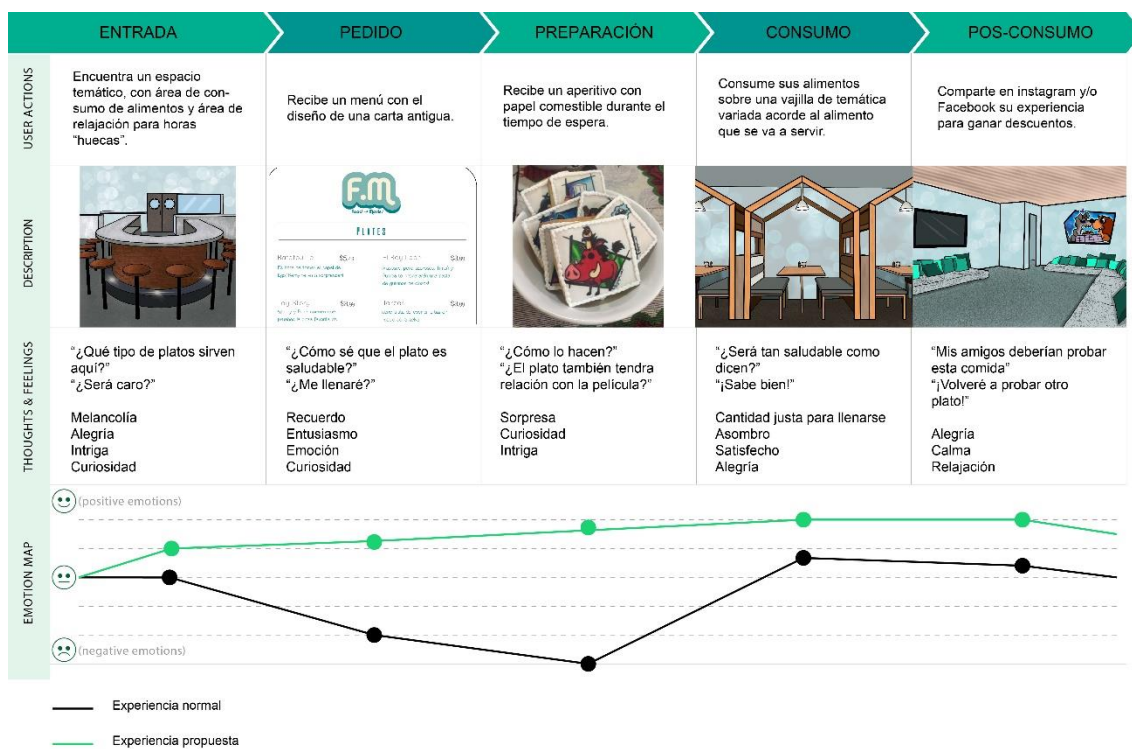 ENTRADA
PEDIDO
PREPARACIÓN
CONSUMO
POS-CONSUMO
USER ACTIONS
Encuentra un espacio
temático, con área de con-
sumo de alimentos y área de
relajación para horas
“huecas”.
Recibe un menú con el
diseño de una carta antigua.
Recibe un aperitivo con
papel comestible durante el
tiempo de espera.
Consume sus alimentos
sobre una vajilla de temática
variada acorde al alimento
que se va a servir.
Comparte en instagram y/o
Facebook su experiencia
para ganar descuentos.
DESCRIPTION
F.M
PLATES
THOUGHTS & FEELINGS
“¿Qué tipo de platos sirven
aquí?”
“¿Será caro?”
Melancolía
Alegría
Intriga
Curiosidad
“¿Cómo sé que el plato es
saludable?”
“¿Me llenaré?”
Recuerdo
Entusiasmo
Emoción
Curiosidad
“¿Cómo lo hacen?”
“¿El plato también tendra
relación con la película?”
Sorpresa
Curiosidad
Intriga
“¿Será tan saludable como
dicen?”
“¡Sabe bien!”
Cantidad justa para llenarse
Asombro
Satisfecho
Alegría
“Mis amigos deberían probar
esta comida”
“¡Volveré a probar otro
plato!”
Alegría
Calma
Relajación
EMOTION MAP
(positive emotions)
(negative emotions)
Experiencia normal
Experiencia propuesta